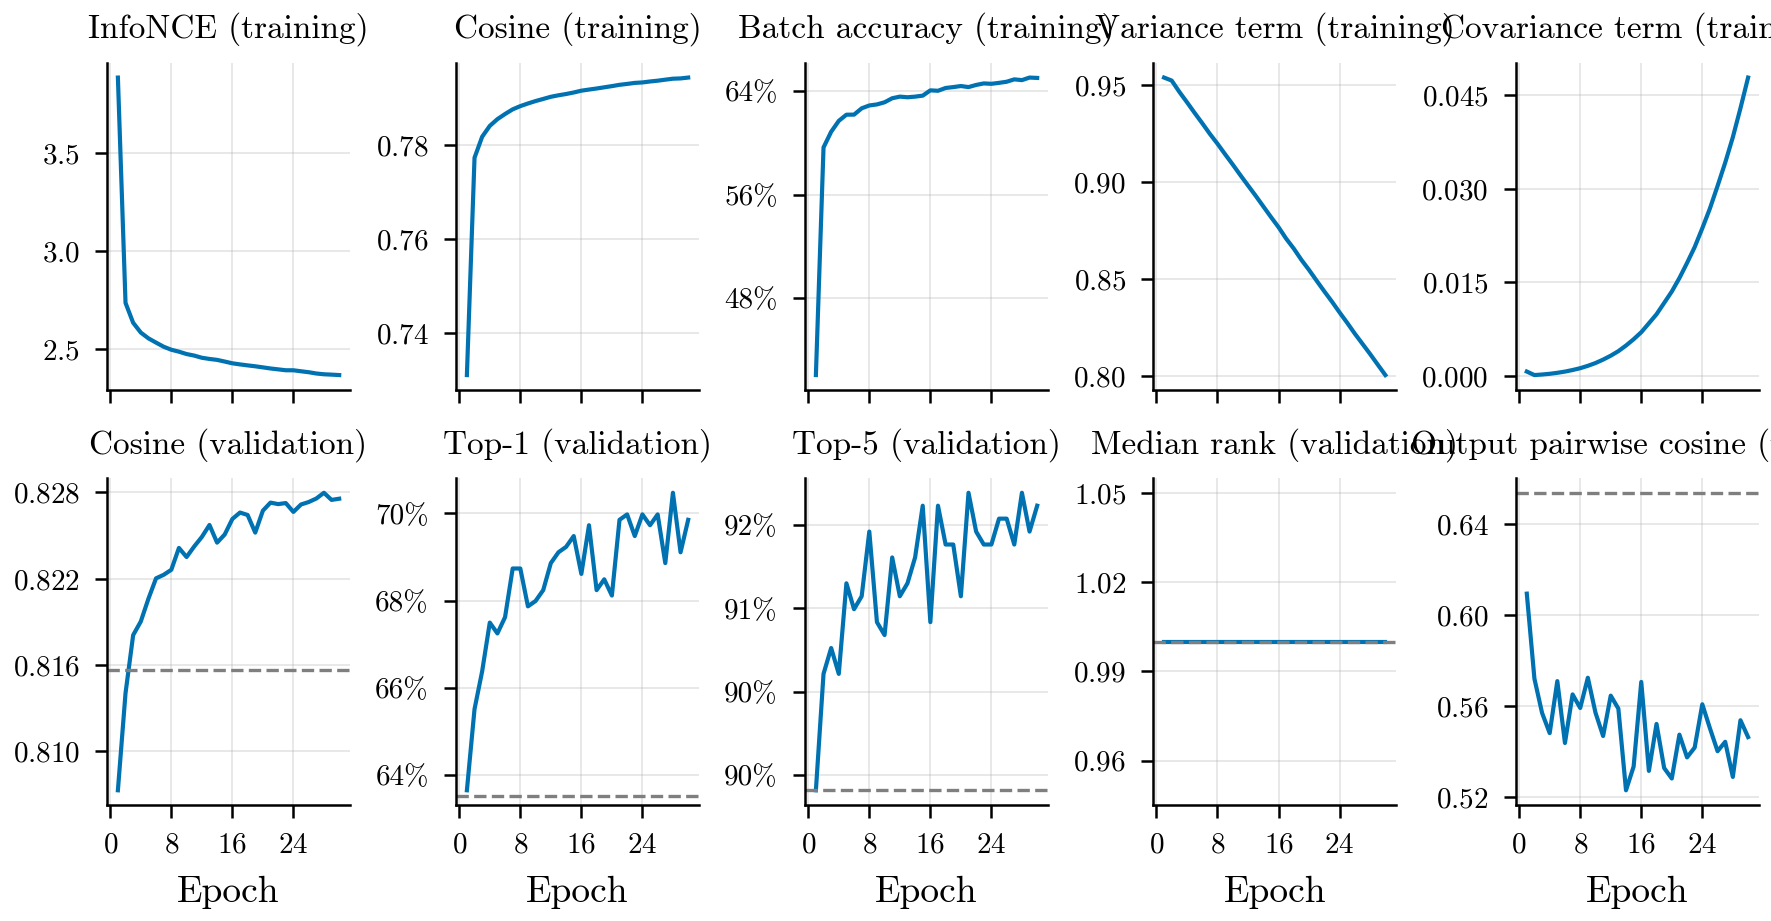 InfoNCE (training)
Cosine (training)
Batch accuracy (training)
Variance term (training)
Covariance term (train
3.5
3.0
2.5
0.78
0.76
0.74
64%
56%
48%
0.95
0.90
0.85
0.80
0.045
0.030
0.015
0.000
Cosine (validation)
Top-1 (validation)
Top-5 (validation)
Median rank (validation)
Output pairwise cosine (
0.828
0.822
0.816
0.810
0 8 16 24
Epoch
70%
68%
66%
64%
0 8 16 24
Epoch
92%
91%
90%
90%
0 8 16 24
Epoch
1.05
1.02
0.99
0.96
0 8 16 24
Epoch
0.64
0.60
0.56
0.52
0 8 16 24
Epoch